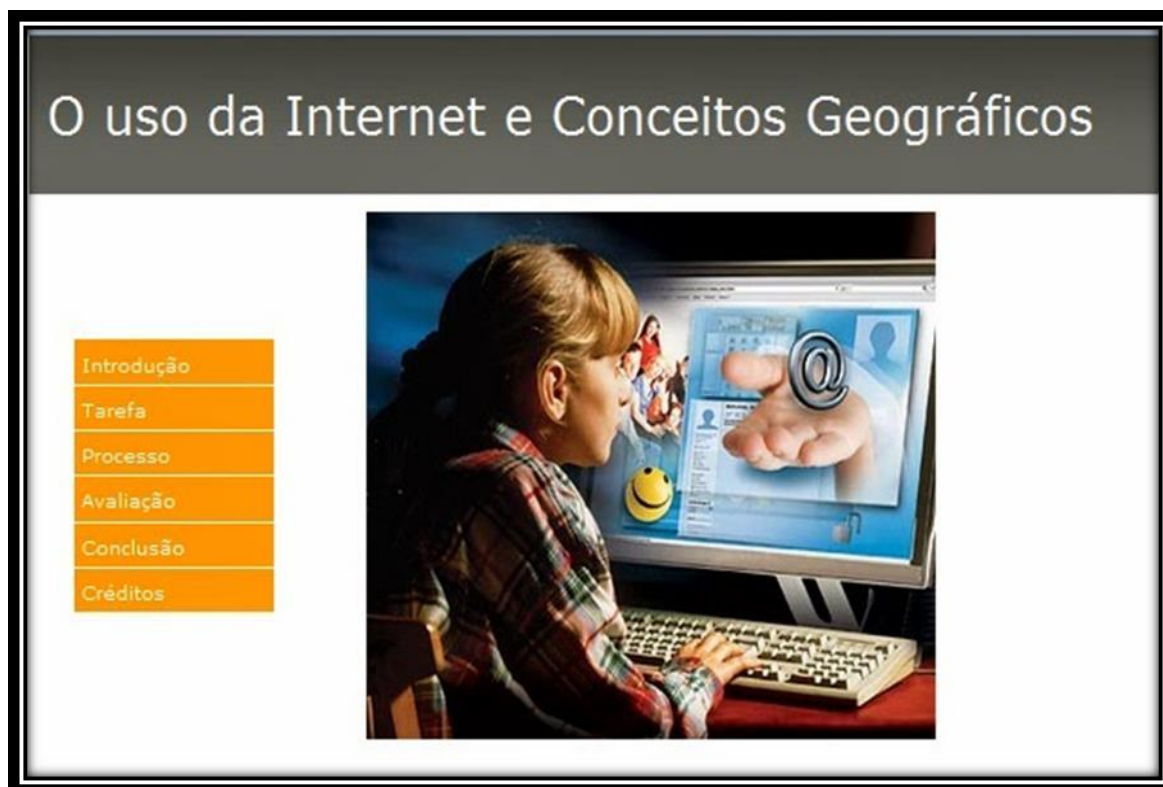 O uso da Internet e Conceitos Geográficos
Introdução
Tarefa
Processo
Avaliação
Conclusão
Créditos
@